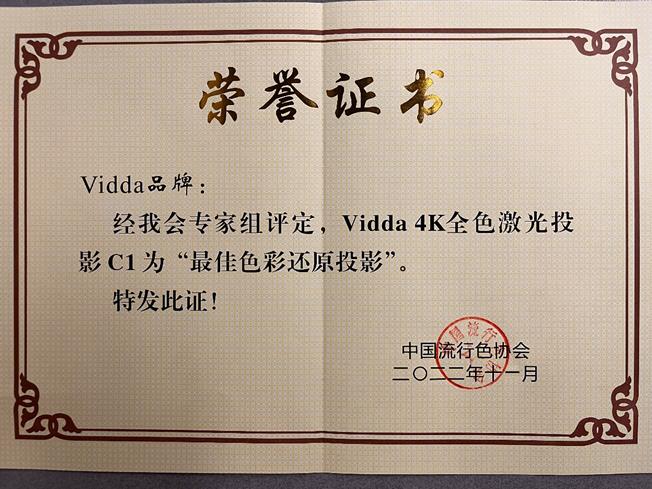 荣誉证书
Vidda品牌：
经我会专家组评定，Vidda 4K全色激光投
影 C1 为“最佳色彩还原投影”。
特发此证！
中国流行色协会
二〇二二年十一月